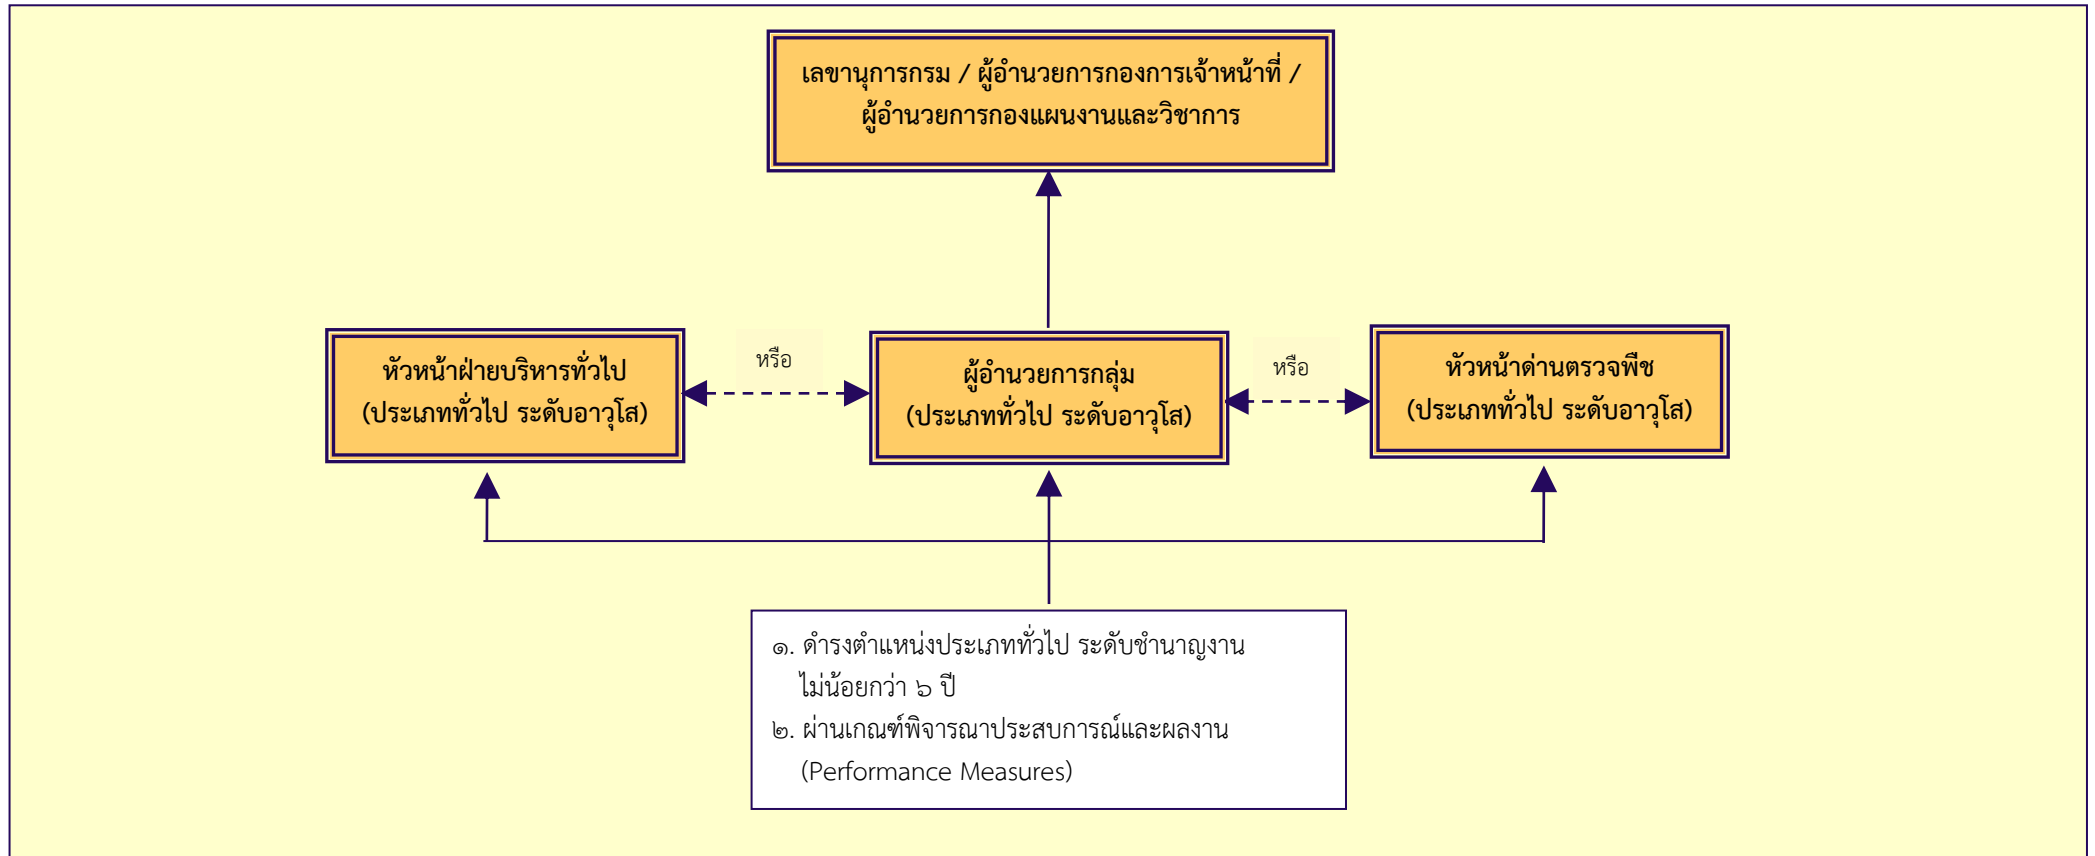 เลขานุการกรม / ผู้อำนวยการกองการเจ้าหน้าที่ /
ผู้อำนวยการกองแผนงานและวิชาการ
หัวหน้าฝ่ายบริหารทั่วไป
(ประเภททั่วไป ระดับอาวุโส)
หรือ
ผู้อำนวยการกลุ่ม
(ประเภททั่วไป ระดับอาวุโส)
หรือ
หัวหน้าด่านตรวจพืช
(ประเภททั่วไป ระดับอาวุโส)
๑. ดำรงตำแหน่งประเภททั่วไป ระดับชำนาญงาน
ไม่น้อยกว่า ๖ ปี
๒. ผ่านเกณฑ์พิจารณาประสบการณ์และผลงาน
(Performance Measures)